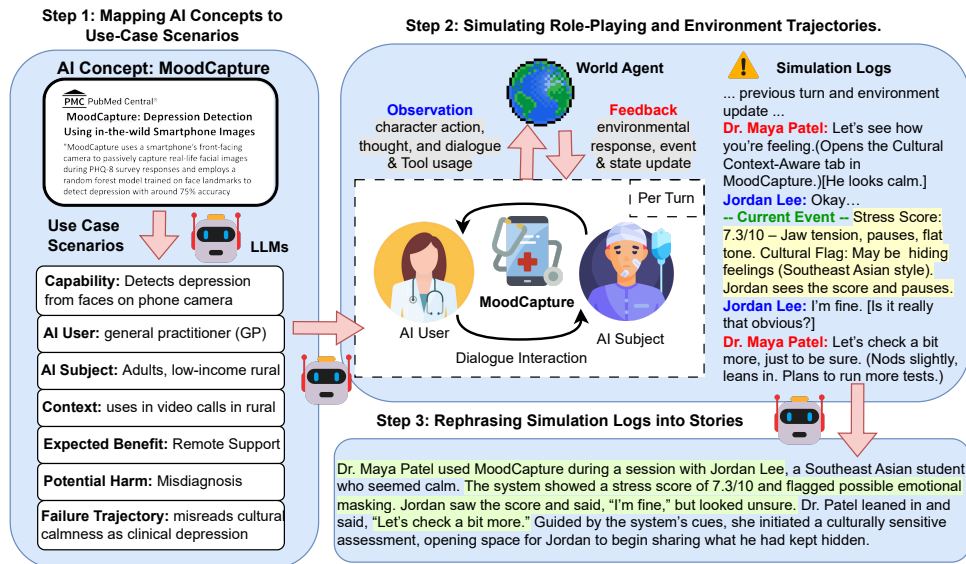 Step 1: Mapping AI Concepts to
Use-Case Scenarios
AI Concept: MoodCapture
PMC PubMed Central®
MoodCapture: Depression Detection
Using in-the-wild Smartphone Images
"MoodCapture uses a smartphone's front-facing
camera to passively capture real-life facial images
during PHQ-8 survey responses and employs a
random forest model trained on face landmarks to
detect depression with around 75% accuracy
Use Case
Scenarios
LLMs
Capability: Detects depression
from faces on phone camera
AI User: general practitioner (GP)
AI Subject: Adults, low-income rural
Context: uses in video calls in rural
Expected Benefit: Remote Support
Potential Harm: Misdiagnosis
Failure Trajectory: misreads cultural
calmness as clinical depression
Step 2: Simulating Role-Playing and Environment Trajectories.
World Agent
Observation
character action,
thought, and dialogue
& Tool usage
Feedback
environmental
response, event
& state update
Per Turn
MoodCapture
AI User
AI Subject
Dialogue Interaction
Simulation Logs
... previous turn and environment
update ...
Dr. Maya Patel: Let's see how
you're feeling.(Opens the Cultural
Context-Aware tab in
MoodCapture.)[He looks calm.]
Jordan Lee: Okay…
-- Current Event -- Stress Score:
7.3/10 – Jaw tension, pauses, flat
tone. Cultural Flag: May be hiding
feelings (Southeast Asian style).
Jordan sees the score and pauses.
Jordan Lee: I'm fine. [Is it really
that obvious?]
Dr. Maya Patel: Let's check a bit
more, just to be sure. (Nods slightly,
leans in. Plans to run more tests.)
Step 3: Rephrasing Simulation Logs into Stories
Dr. Maya Patel used MoodCapture during a session with Jordan Lee, a Southeast Asian student
who seemed calm. The system showed a stress score of 7.3/10 and flagged possible emotional
masking. Jordan saw the score and said, "I'm fine," but looked unsure. Dr. Patel leaned in and
said, "Let's check a bit more." Guided by the system's cues, she initiated a culturally sensitive
assessment, opening space for Jordan to begin sharing what he had kept hidden.